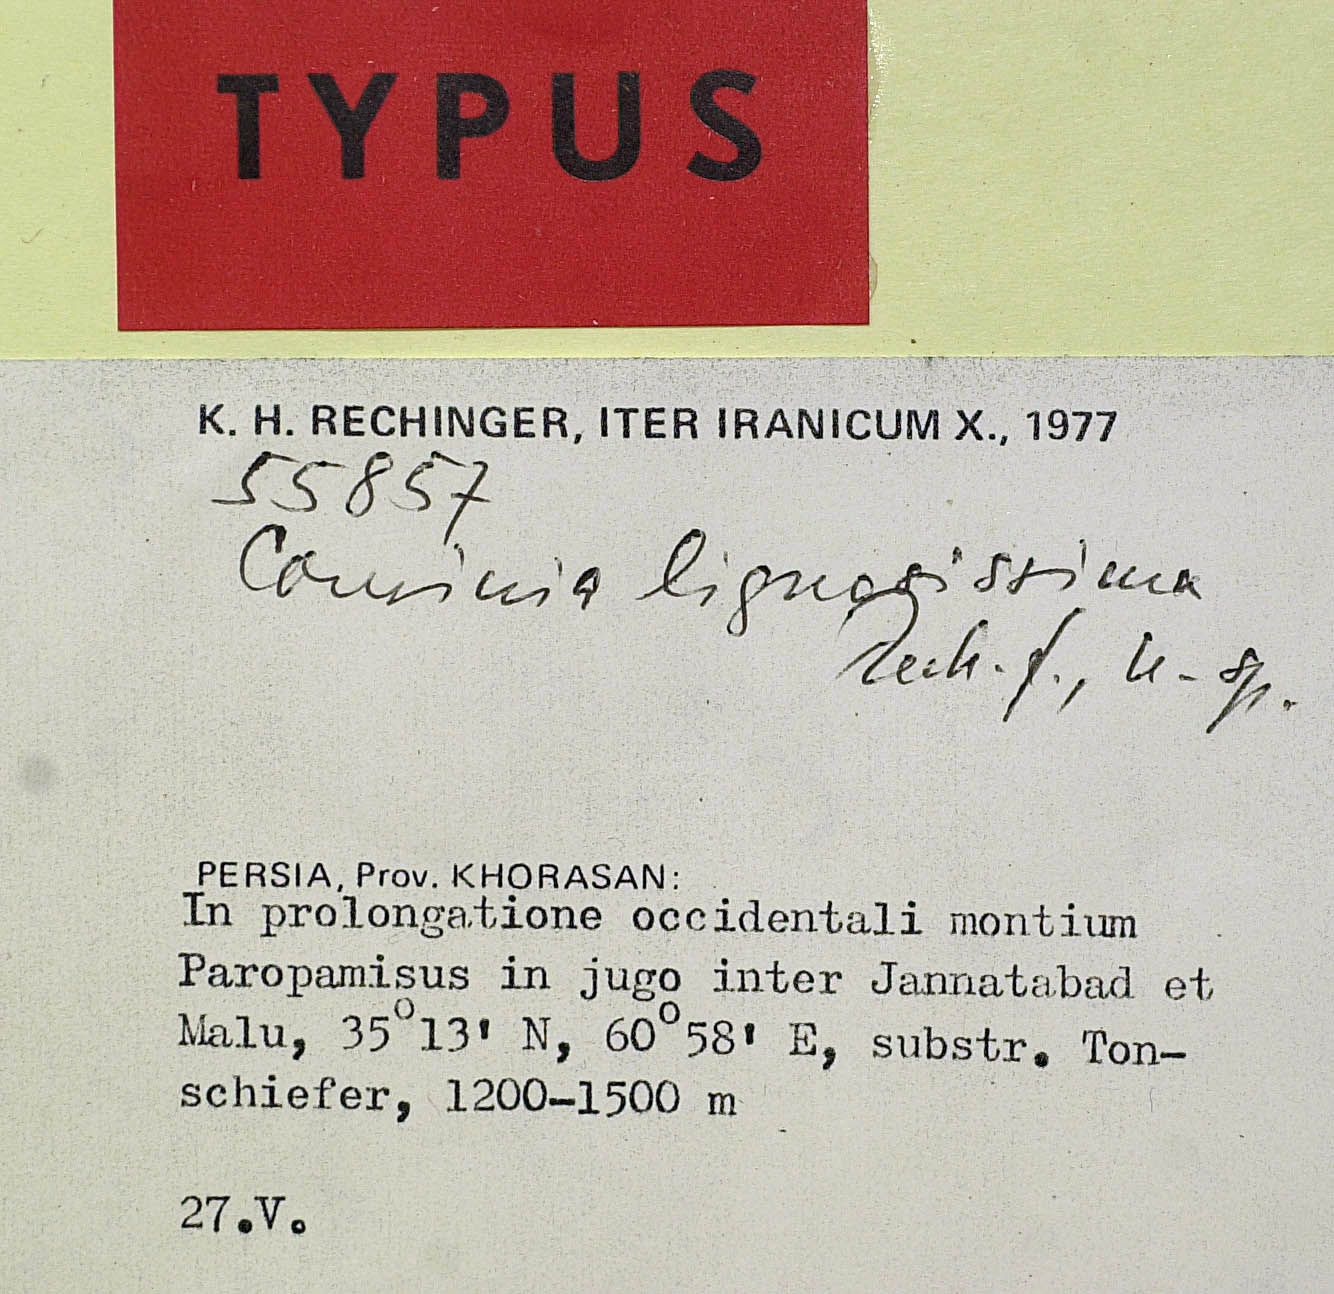 TYPUS
K. H. RECHINGER, ITER IRANICUM X., 1977
55857
Cousinia lignosissima
Rech. f., n. sp.
PERSIA, Prov. KHORASAN:
In prolongatione occidentali montium
Paropamisus in jugo inter Jannatabad et
Malu, 35°13' N, 60°58' E, substr. Ton-
schiefer, 1200-1500 m
27.V.